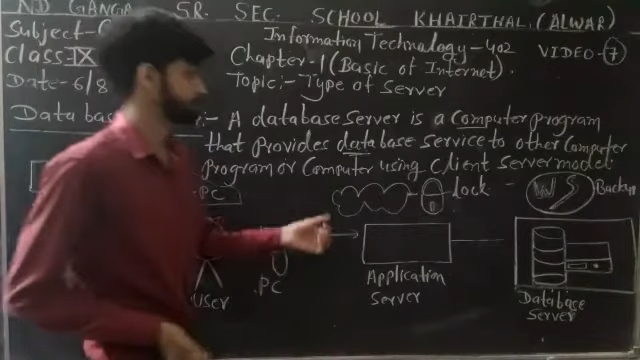 GANGA SR. SEC. SCHOOL KHAIRTHAL (ALWAR)
Subject- Information Technology-402 VIDEO-7
Class IX Chapter-1 (Basic of Internet).
Date-6/8 Topic:- Type of Server
Database :- A database Server is a Computer program
that provides database Service to other Computer
program or Computer using Client Server model
PC lock Backup
User PC Application Server Database Server